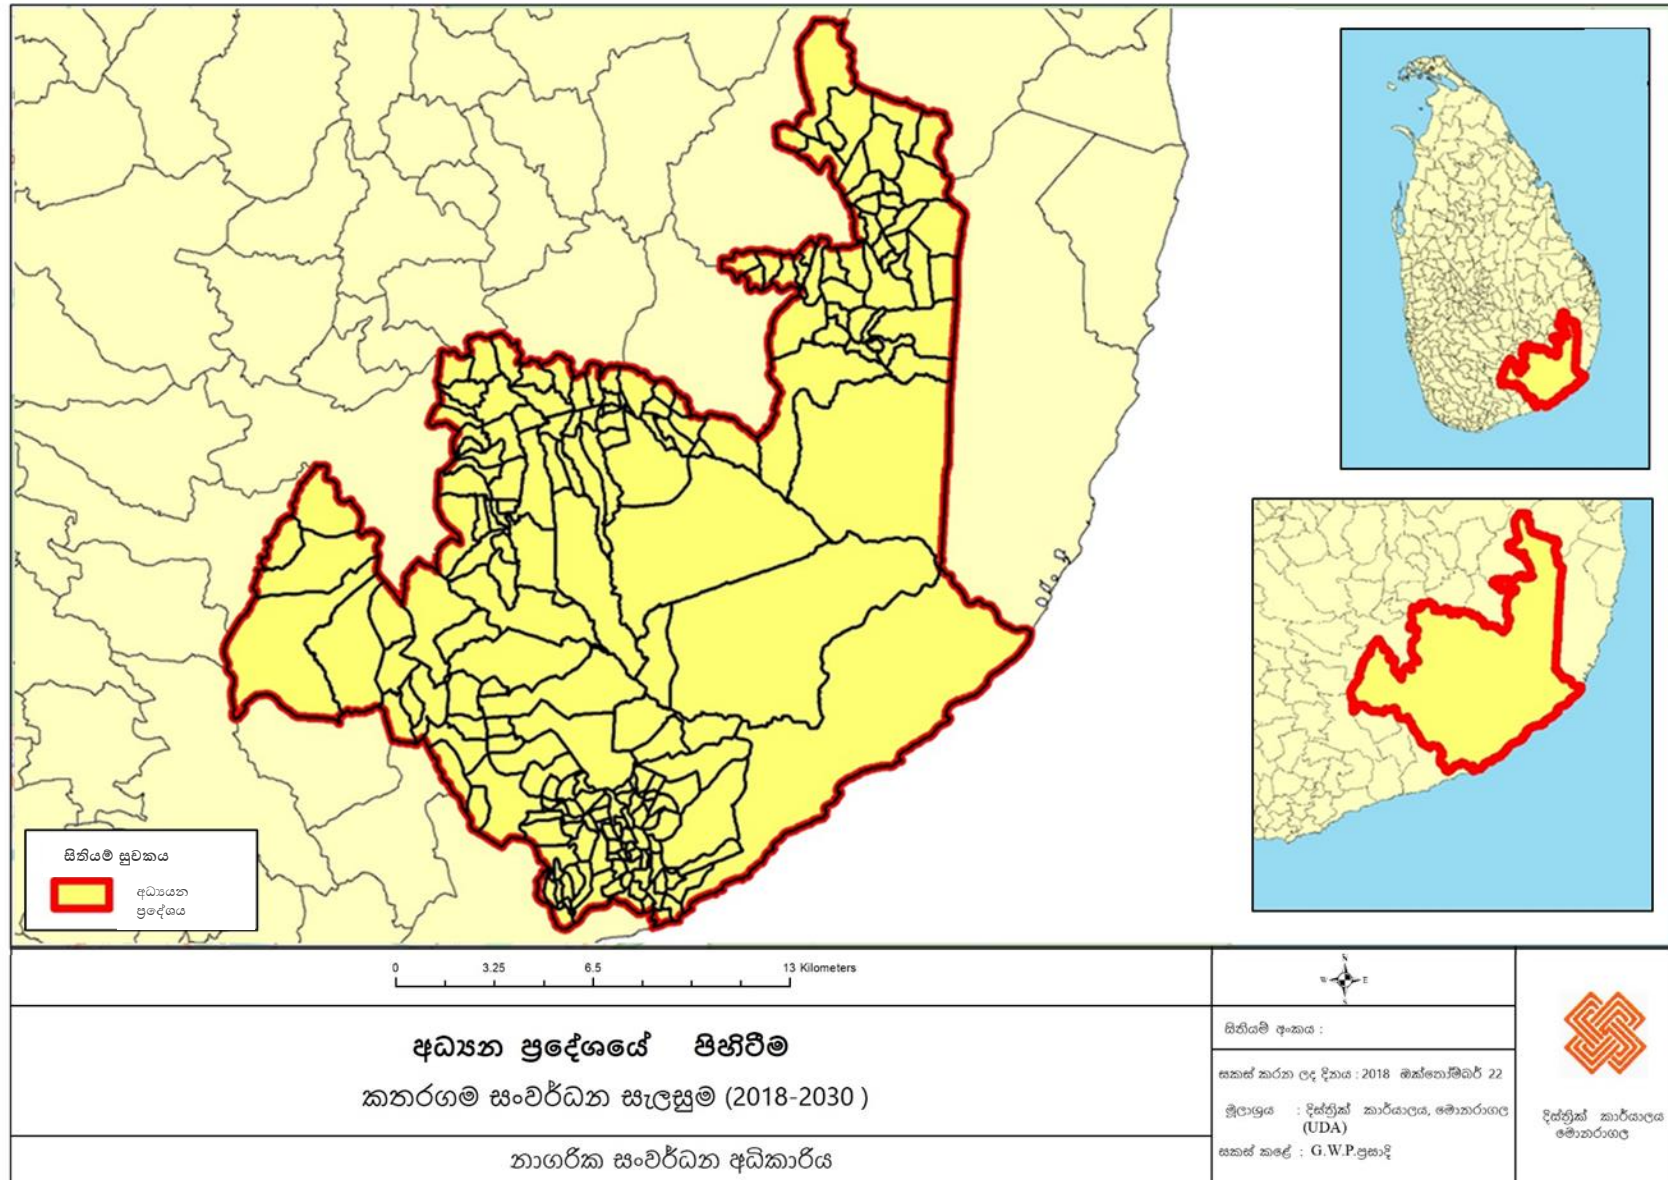 සිතියම් සුචකය
අධ්‍යයන
ප්‍රදේශය
0 3.25 6.5 13 Kilometers
N
W E
S
අධ්‍යන ප්‍රදේශයේ පිහිටීම
කතරගම සංවර්ධන සැලසුම (2018-2030 )
නාගරික සංවර්ධන අධිකාරිය
සිතියම් අංකය :
සකස් කරන ලද දිනය : 2018 ඔක්තෝම්බර් 22
මූලාශ්‍රය : දිස්ත්‍රික් කාර්යාලය, මොනරාගල
(UDA)
සකස් කළේ : G.W.P.ප්‍රසාදි
දිස්ත්‍රික් කාර්යාලය
මොනරාගල